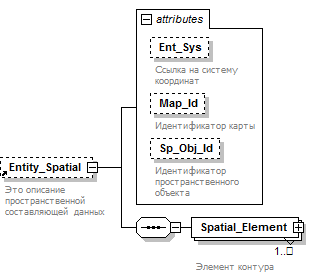 attributes
Ent_Sys
Ссылка на систему
координат
Map_Id
Идентификатор карты
Sp_Obj_Id
Идентификатор
пространственного
объекта
Entity_Spatial
Это описание
пространственной
составляющей данных
Spatial_Element
1..
Элемент контура